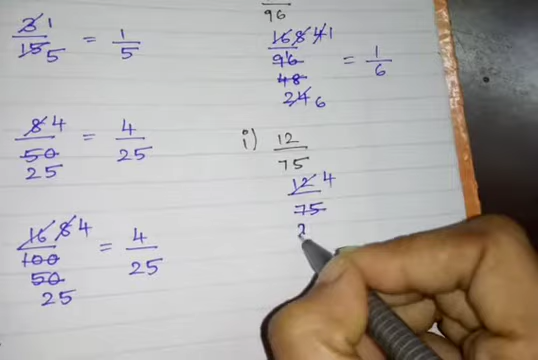 3 1
15 5 = 1/5
8 4
50 = 4/25
25
16 8 4
100 = 4/25
50
25
96
16 8 4 1
96 = 1/6
48
24 6
i) 12/75
12 4
75
2